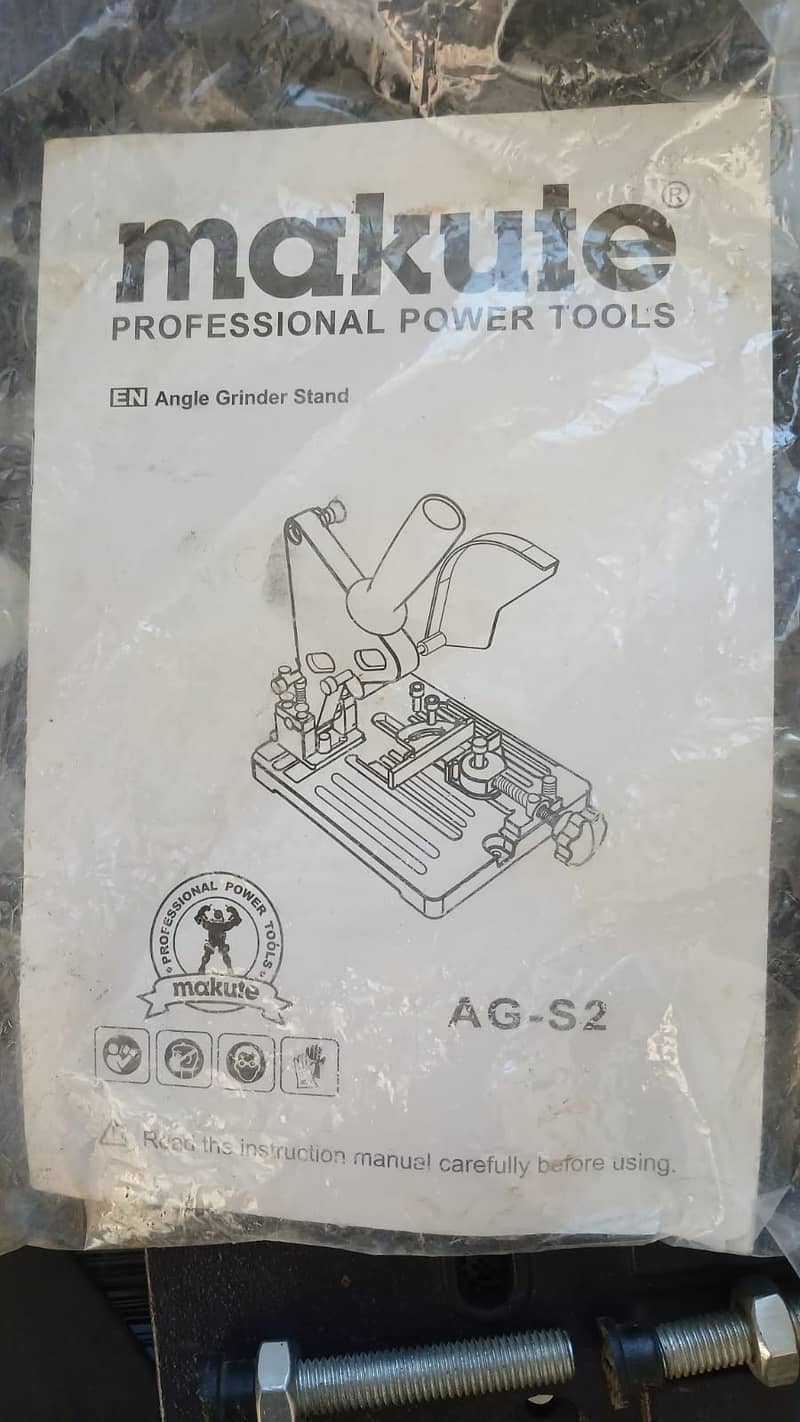 makute®
PROFESSIONAL POWER TOOLS
EN Angle Grinder Stand
PROFESSIONAL POWER TOOLS
makute
AG-S2
Read the instruction manual carefully before using.